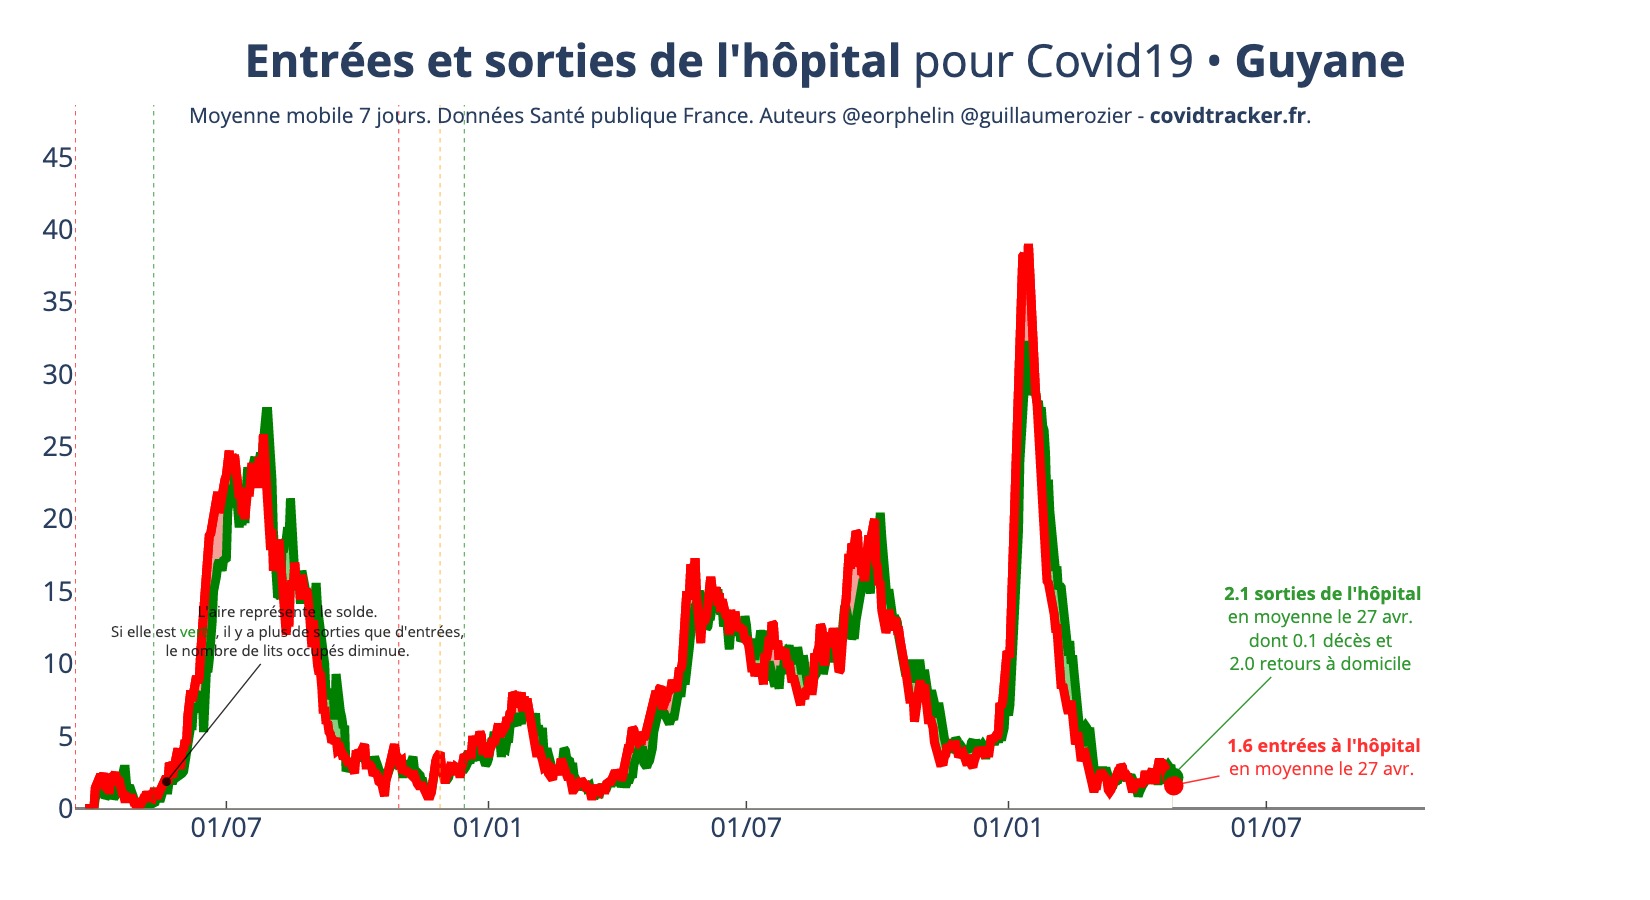 Entrées et sorties de l'hôpital pour Covid19 • Guyane
Moyenne mobile 7 jours. Données Santé publique France. Auteurs @eorphelin @guillaumerozier - covidtracker.fr.
45
40
35
30
25
20
15
10
5
0
L'aire représente le solde.
Si elle est verte, il y a plus de sorties que d'entrées,
le nombre de lits occupés diminue.
2.1 sorties de l'hôpital
en moyenne le 27 avr.
dont 0.1 décès et
2.0 retours à domicile
1.6 entrées à l'hôpital
en moyenne le 27 avr.
01/07 01/01 01/07 01/01 01/07